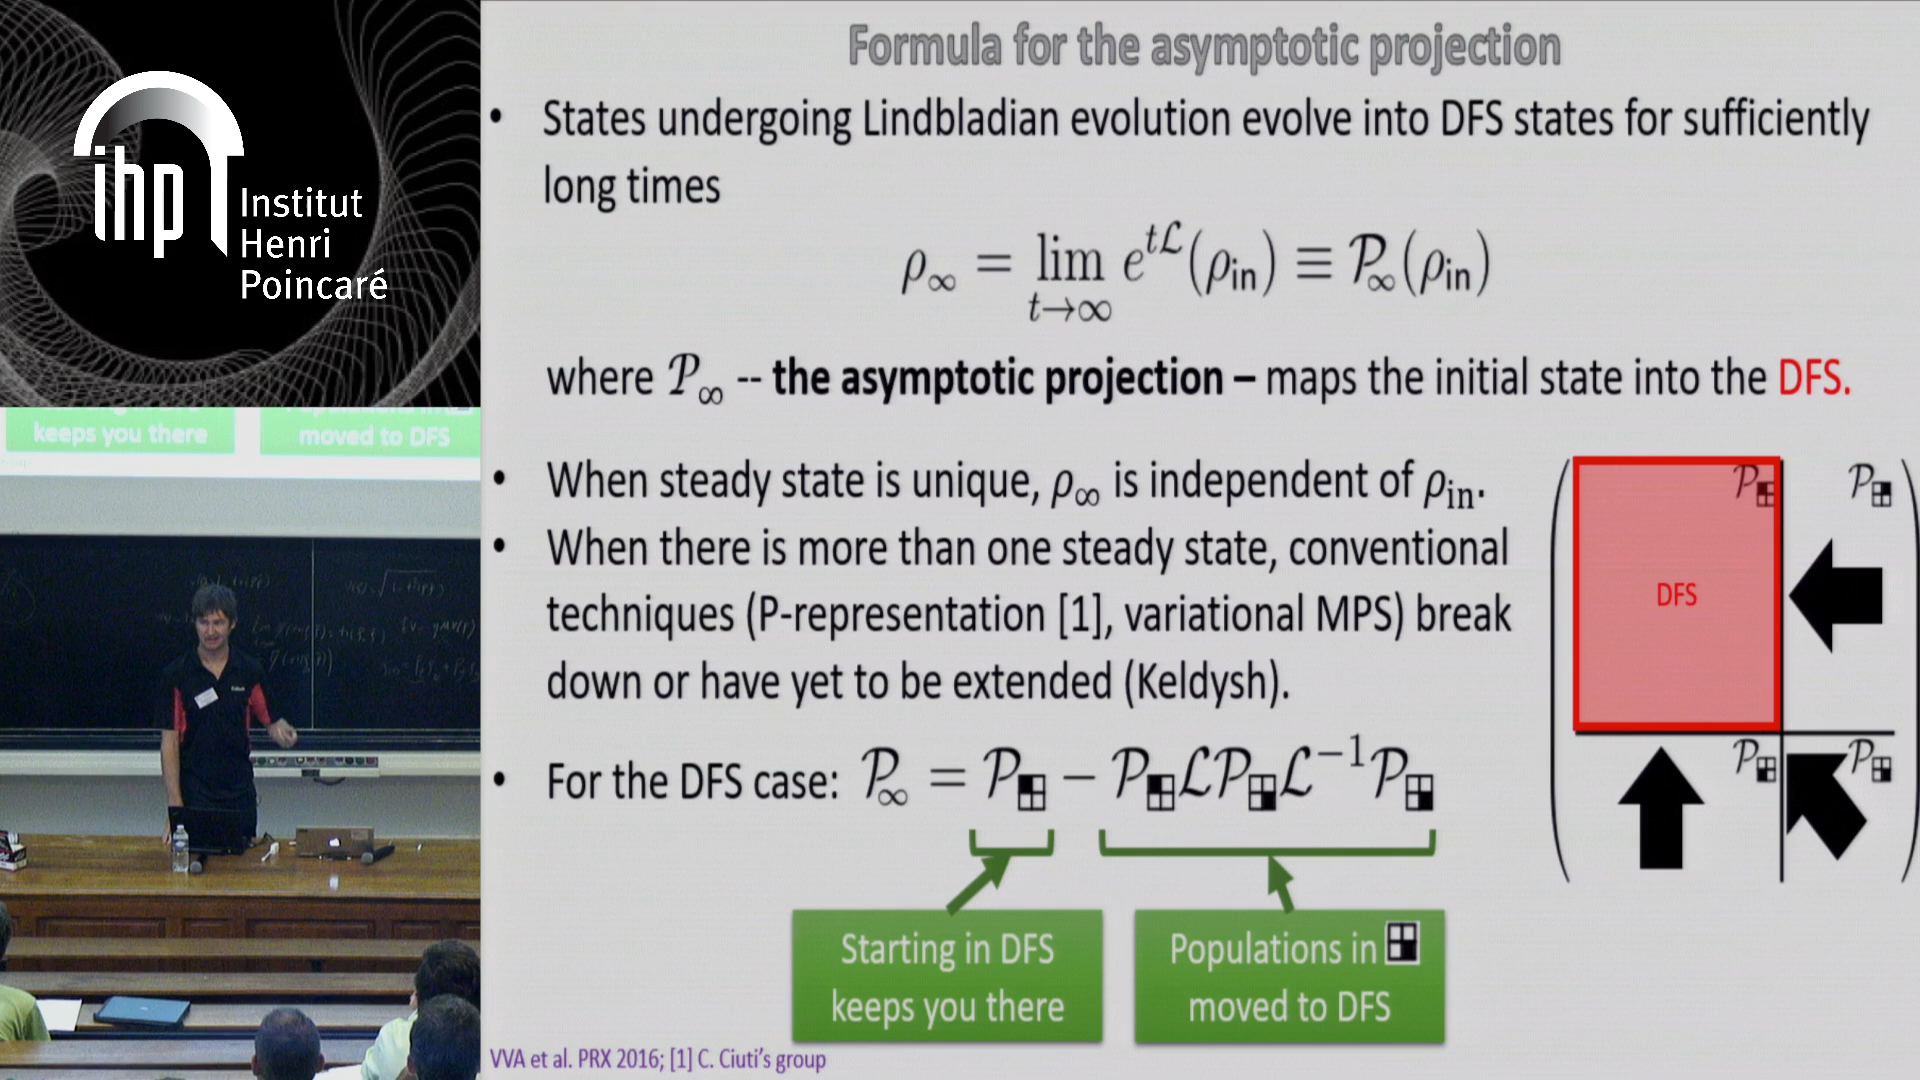 ihp Institut
Henri
Poincaré
keeps you there
moved to DFS
Formula for the asymptotic projection
• States undergoing Lindbladian evolution evolve into DFS states for sufficiently
long times
ρ∞ = lim t→∞ e^{tℒ}(ρin) ≡ 𝒫∞(ρin)
where 𝒫∞ -- the asymptotic projection – maps the initial state into the DFS.
• When steady state is unique, ρ∞ is independent of ρin.
• When there is more than one steady state, conventional
techniques (P-representation [1], variational MPS) break
down or have yet to be extended (Keldysh).
• For the DFS case: 𝒫∞ = 𝒫 − 𝒫ℒ𝒫ℒ⁻¹𝒫
𝒫 𝒫
DFS
𝒫 𝒫
Starting in DFS
keeps you there
Populations in
moved to DFS
VVA et al. PRX 2016; [1] C. Ciuti's group